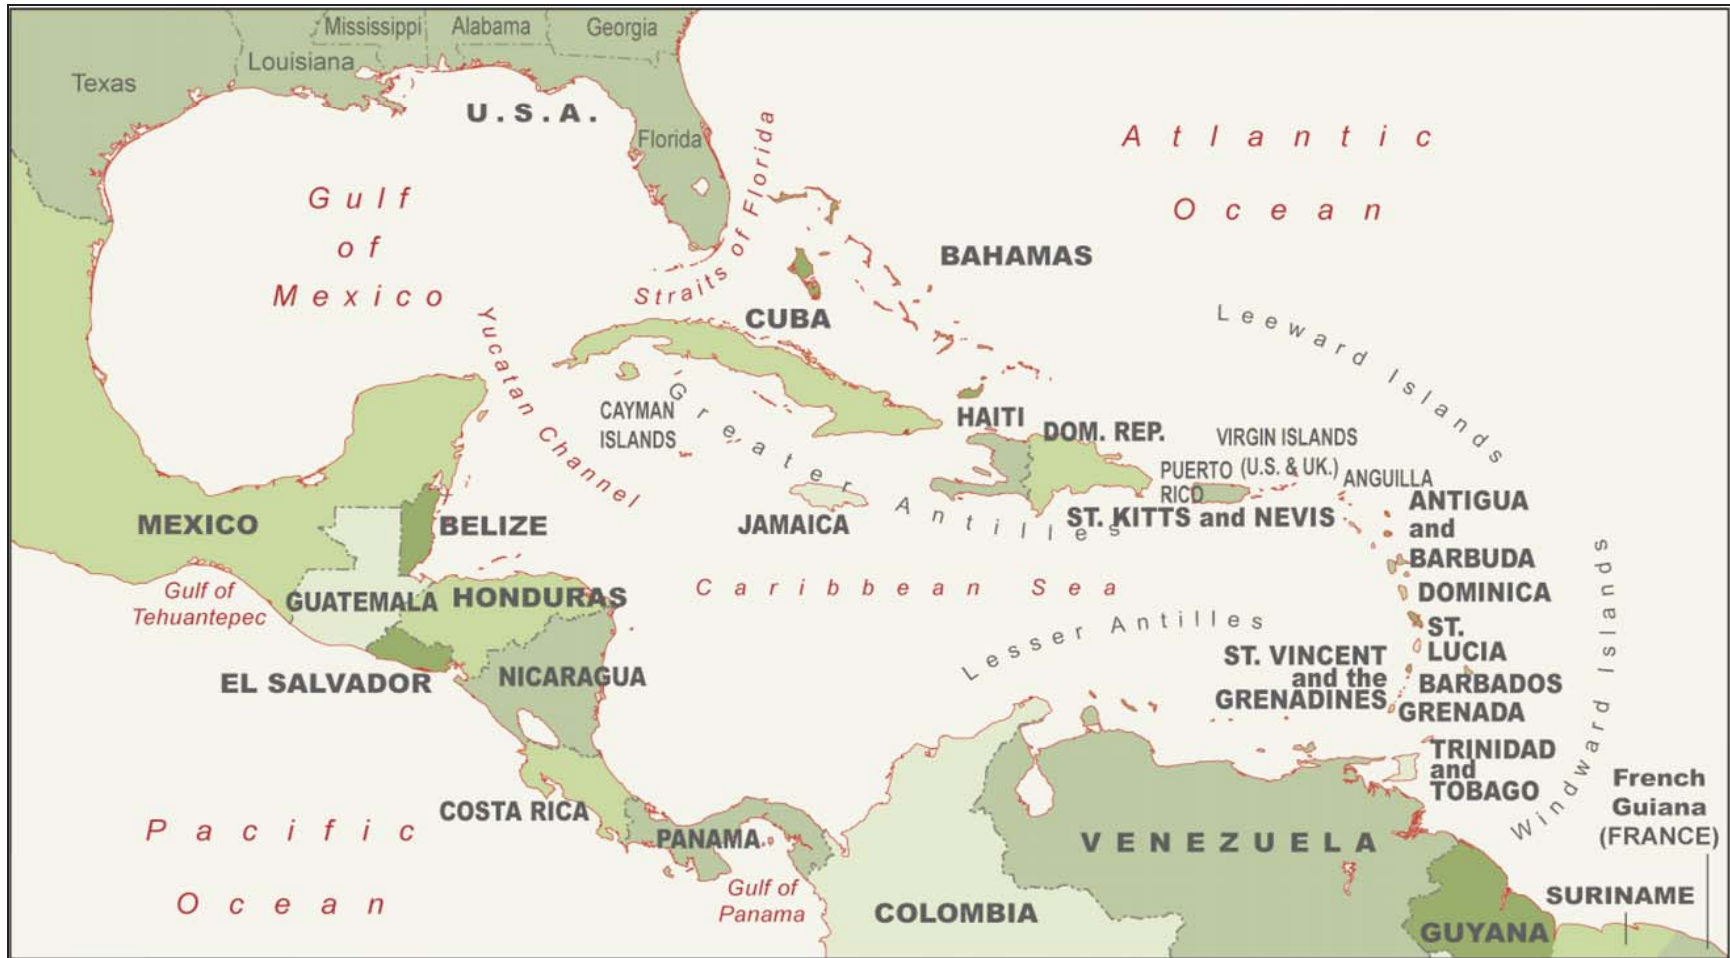 Mississippi
Alabama
Georgia
Louisiana
Texas
U.S.A.
Florida
Atlantic
Ocean
Gulf
of
Mexico
Straits of Florida
BAHAMAS
Yucatan Channel
CUBA
Leeward Islands
CAYMAN
ISLANDS
Greater Antilles
HAITI
DOM. REP.
VIRGIN ISLANDS
(U.S. & UK.)
PUERTO
RICO
ANGUILLA
ANTIGUA
and
BARBUDA
MEXICO
BELIZE
JAMAICA
ST. KITTS and NEVIS
Gulf of
Tehuantepec
GUATEMALA
HONDURAS
Caribbean Sea
DOMINICA
Lesser Antilles
ST.
LUCIA
Windward Islands
EL SALVADOR
NICARAGUA
ST. VINCENT
and the
GRENADINES
BARBADOS
GRENADA
TRINIDAD
and
TOBAGO
French
Guiana
(FRANCE)
COSTA RICA
PANAMA
Pacific
Ocean
VENEZUELA
Gulf of
Panama
COLOMBIA
SURINAME
GUYANA